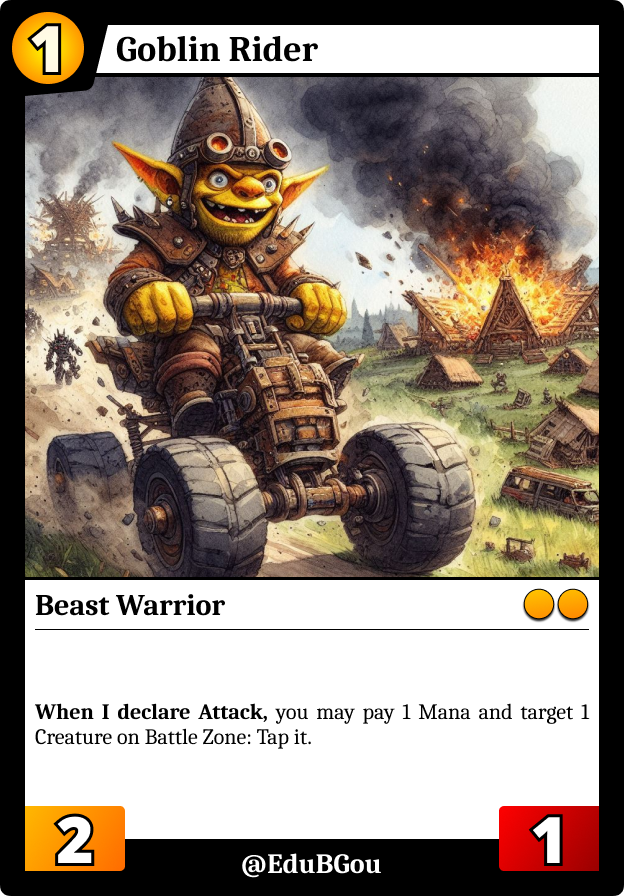 1
Goblin Rider
Beast Warrior
When I declare Attack, you may pay 1 Mana and target 1
Creature on Battle Zone: Tap it.
2
@EduBGou
1